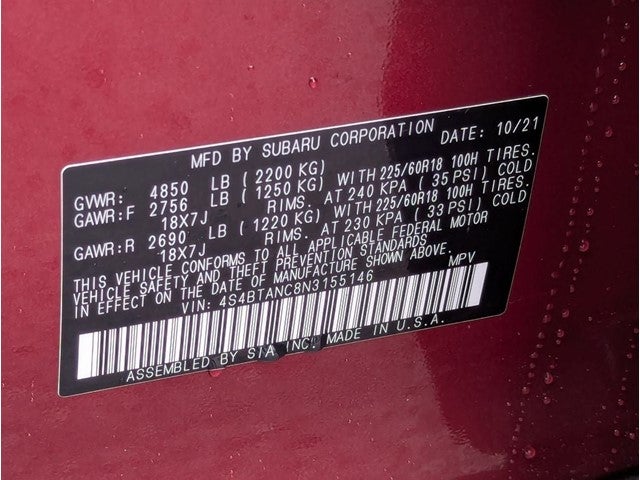 MFD BY SUBARU CORPORATION DATE: 10/21
GVWR: 4850 LB (2200 KG)
GAWR:F 2756 LB (1250 KG) WITH 225/60R18 100H TIRES.
18X7J RIMS. AT 240 KPA (35 PSI) COLD
GAWR:R 2690 LB (1220 KG) WITH 225/60R18 100H TIRES.
18X7J RIMS. AT 230 KPA (33 PSI) COLD
THIS VEHICLE CONFORMS TO ALL APPLICABLE FEDERAL MOTOR
VEHICLE SAFETY AND THEFT PREVENTION STANDARDS
IN EFFECT ON THE DATE OF MANUFACTURE SHOWN ABOVE.
VIN: 4S4BTANC8N3155146 MPV
ASSEMBLED BY SIA INC. MADE IN U.S.A.